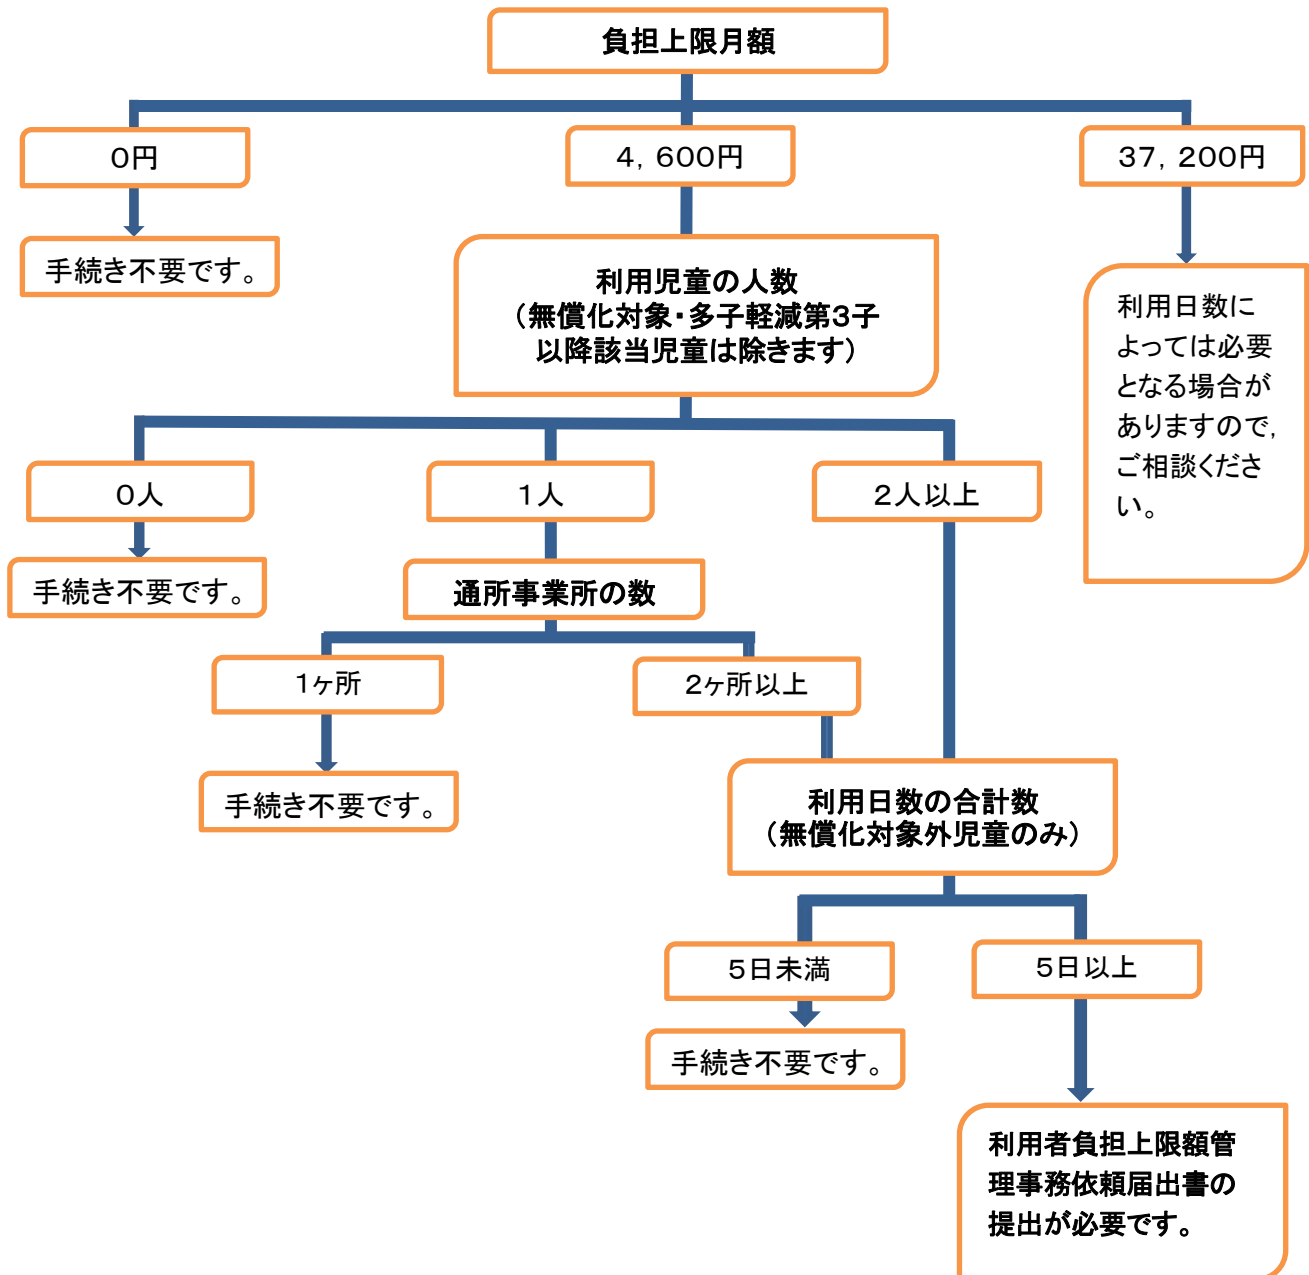 負担上限月額
０円
４，６００円
３７，２００円
手続き不要です。
利用児童の人数
（無償化対象・多子軽減第３子
以降該当児童は除きます）
利用日数に
よっては必要
となる場合が
ありますので，
ご相談くださ
い。
０人
１人
２人以上
手続き不要です。
通所事業所の数
１ヶ所
２ヶ所以上
手続き不要です。
利用日数の合計数
（無償化対象外児童のみ）
５日未満
５日以上
手続き不要です。
利用者負担上限額管
理事務依頼届出書の
提出が必要です。